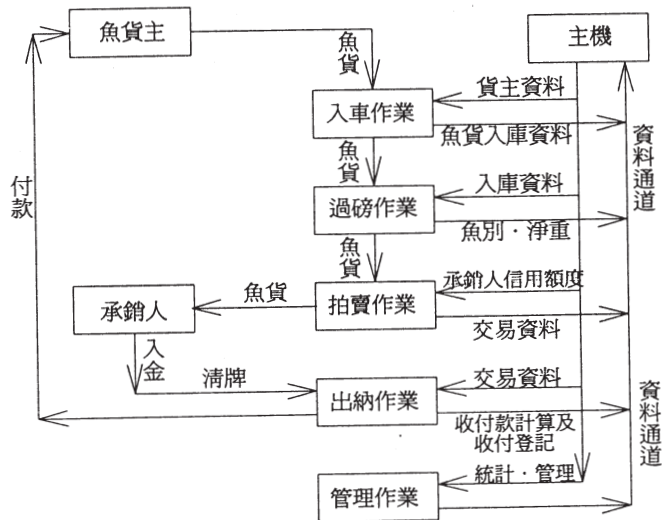 魚貨主
主機
魚貨
貨主資料
入車作業
魚貨入庫資料
資料通道
魚貨
入庫資料
付款
過磅作業
魚別·淨重
魚貨
承銷人信用額度
魚貨
承銷人
拍賣作業
交易資料
入金
清牌
交易資料
出納作業
資料通道
收付款計算及
收付登記
統計·管理
管理作業